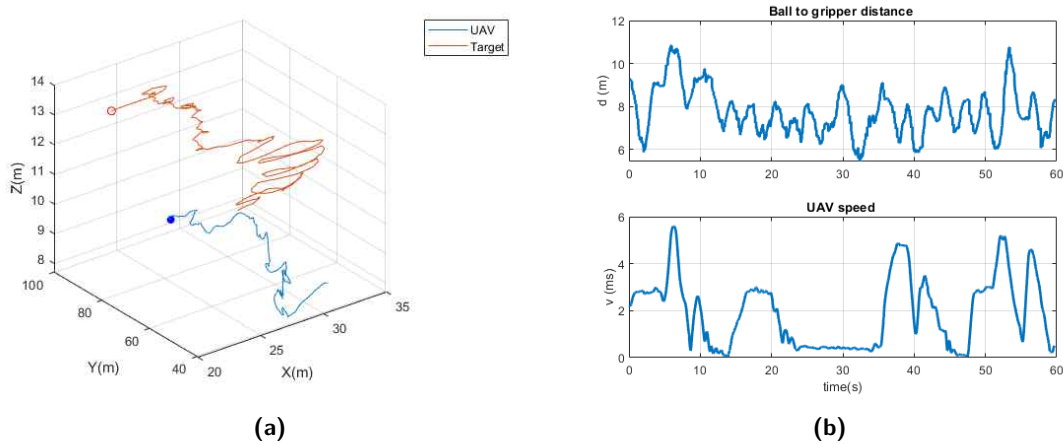 UAV
Target
14
13
12
11
10
9
8
Z(m)
100
80
60
40
Y(m)
20
25
30
35
X(m)
(a)
Ball to gripper distance
12
10
8
6
d (m)
0 10 20 30 40 50 60
UAV speed
6
4
2
0
v (ms)
0 10 20 30 40 50 60
time(s)
(b)